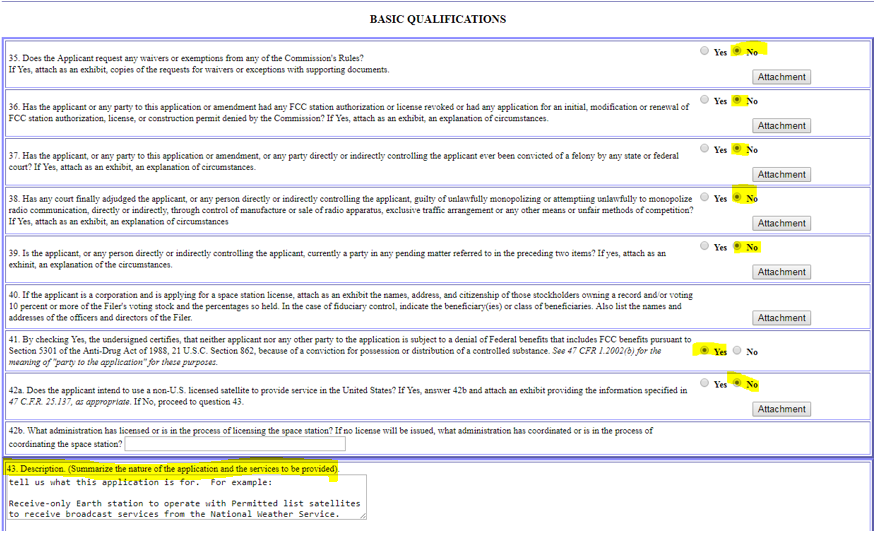 BASIC QUALIFICATIONS
35. Does the Applicant request any waivers or exemptions from any of the Commission's Rules?
If Yes, attach as an exhibit, copies of the requests for waivers or exceptions with supporting documents.
Yes No
Attachment
36. Has the applicant or any party to this application or amendment had any FCC station authorization or license revoked or had any application for an initial, modification or renewal of
FCC station authorization, license, or construction permit denied by the Commission? If Yes, attach as an exhibit, an explanation of circumstances.
Yes No
Attachment
37. Has the applicant, or any party to this application or amendment, or any party directly or indirectly controlling the applicant ever been convicted of a felony by any state or federal
court? If Yes, attach as an exhibit, an explanation of circumstances.
Yes No
Attachment
38. Has any court finally adjudged the applicant, or any person directly or indirectly controlling the applicant, guilty of unlawfully monopolizing or attemptiing unlawfully to monopolize
radio communication, directly or indirectly, through control of manufacture or sale of radio apparatus, exclusive traffic arrangement or any other means or unfair methods of competition?
If Yes, attach as an exhibit, an explanation of circumstances
Yes No
Attachment
39. Is the applicant, or any person directly or indirectly controlling the applicant, currently a party in any pending matter referred to in the preceding two items? If yes, attach as an
exhinit, an explanation of the circumstances.
Yes No
Attachment
40. If the applicant is a corporation and is applying for a space station license, attach as an exhibit the names, address, and citizenship of those stockholders owning a record and/or voting
10 percent or more of the Filer's voting stock and the percentages so held. In the case of fiduciary control, indicate the beneficiary(ies) or class of beneficiaries. Also list the names and
addresses of the officers and directors of the Filer.
Attachment
41. By checking Yes, the undersigned certifies, that neither applicant nor any other party to the application is subject to a denial of Federal benefits that includes FCC benefits pursuant to
Section 5301 of the Anti-Drug Act of 1988, 21 U.S.C. Section 862, because of a conviction for possession or distribution of a controlled substance. See 47 CFR 1.2002(b) for the
meaning of "party to the application" for these purposes.
Yes No
42a. Does the applicant intend to use a non-U.S. licensed satellite to provide service in the United States? If Yes, answer 42b and attach an exhibit providing the information specified in
47 C.F.R. 25.137, as appropriate. If No, proceed to question 43.
Yes No
Attachment
42b. What administration has licensed or is in the process of licensing the space station? If no license will be issued, what administration has coordinated or is in the process of
coordinating the space station?
43. Description. (Summarize the nature of the application and the services to be provided).
tell us what this application is for. For example:
Receive-only Earth station to operate with Permitted list satellites
to receive broadcast services from the National Weather Service.